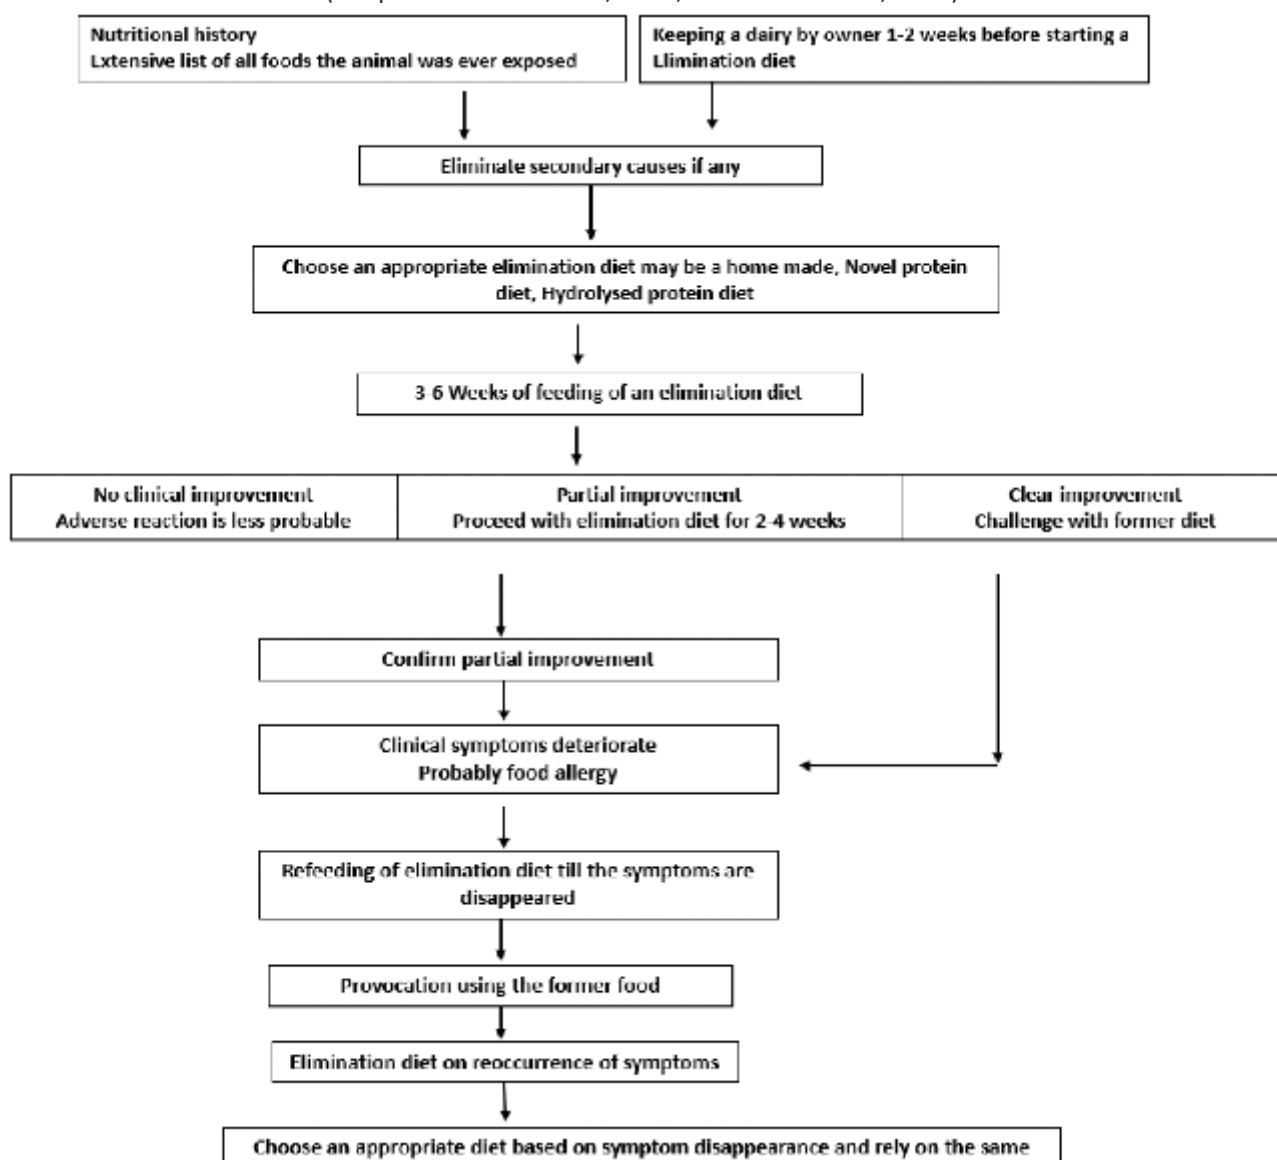 Nutritional history
Lxtensive list of all foods the animal was ever exposed
Keeping a dairy by owner 1-2 weeks before starting a
Llimination diet
Eliminate secondary causes if any
Choose an appropriate elimination diet may be a home made, Novel protein
diet, Hydrolysed protein diet
3-6 Weeks of feeding of an elimination diet
No clinical improvement
Adverse reaction is less probable
Partial improvement
Proceed with elimination diet for 2-4 weeks
Clear improvement
Challenge with former diet
Confirm partial improvement
Clinical symptoms deteriorate
Probably food allergy
Refeeding of elimination diet till the symptoms are
disappeared
Provocation using the former food
Elimination diet on reoccurrence of symptoms
Choose an appropriate diet based on symptom disappearance and rely on the same